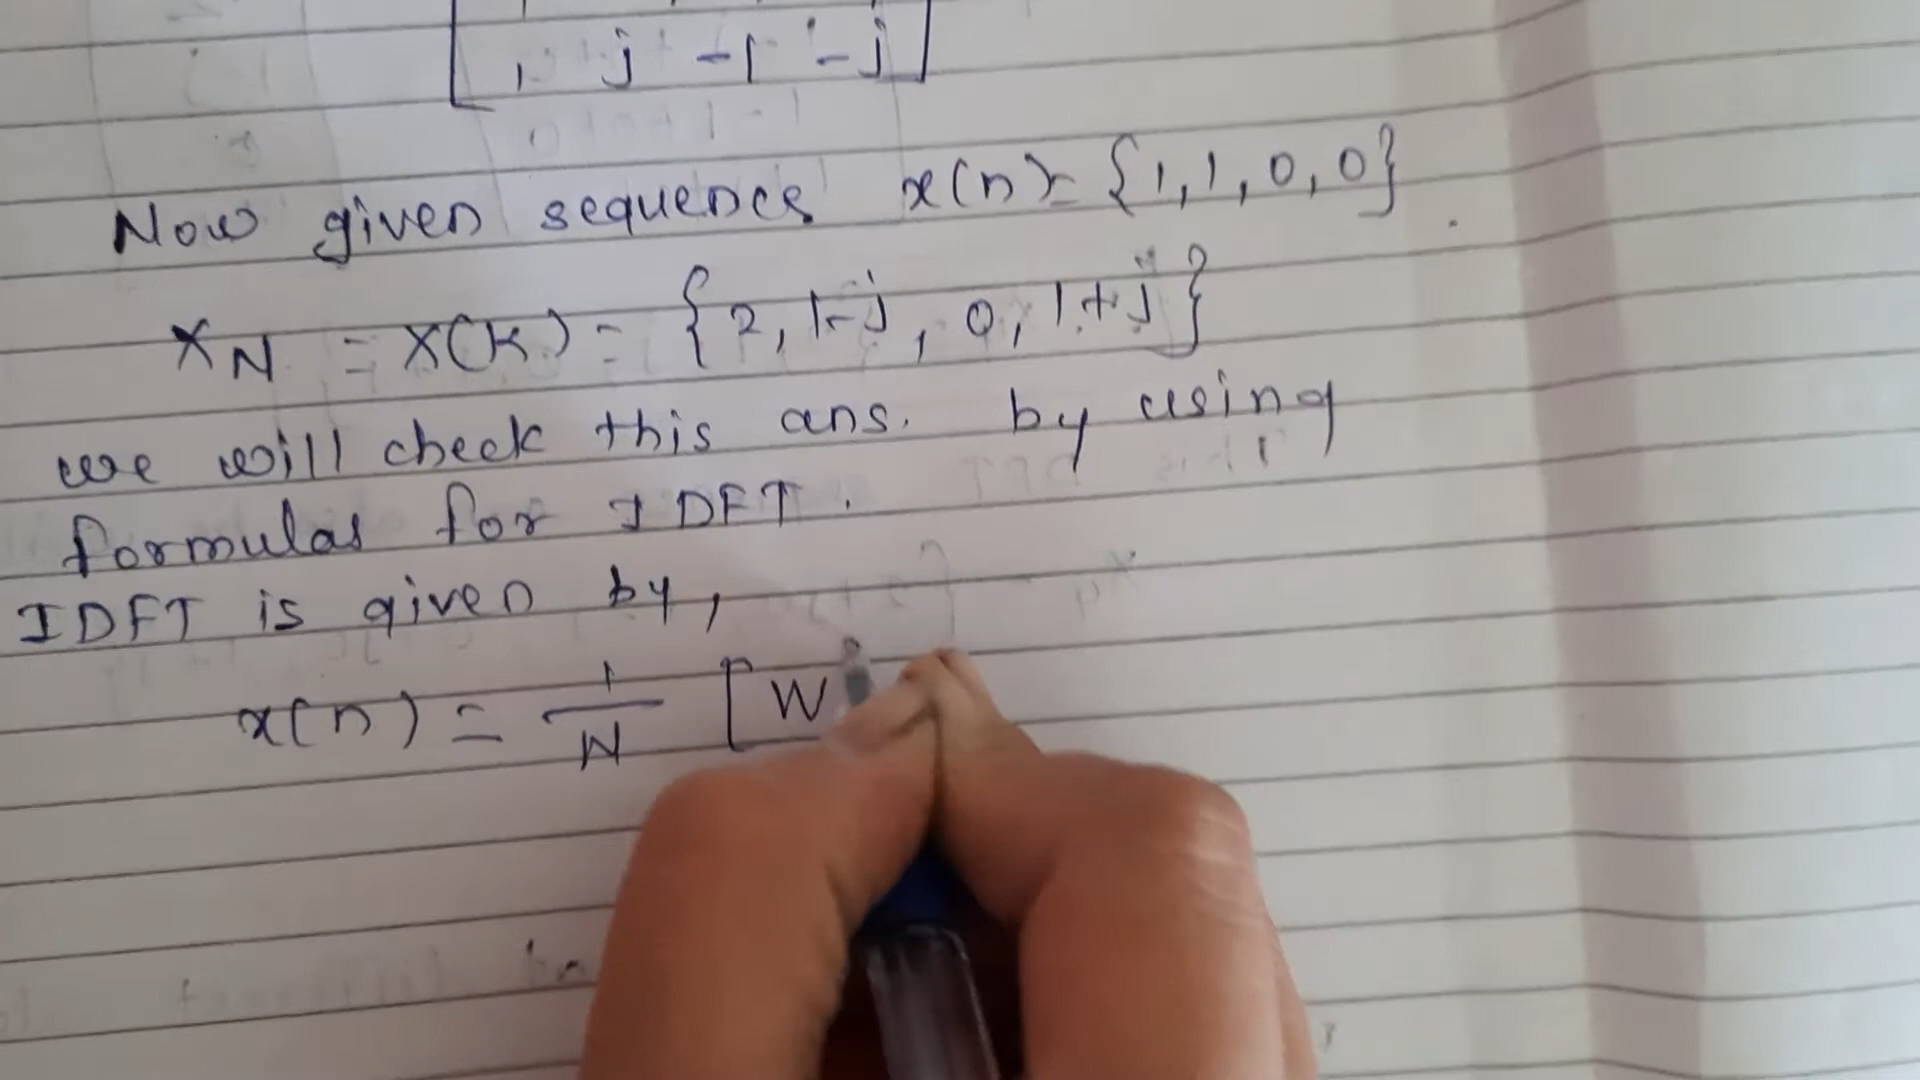 1 j -1 -j
Now given sequence x(n) = {1, 1, 0, 0}
X_N = X(K) = {2, 1-j, 0, 1+j}
we will check this ans. by using
formulas for IDFT.
IDFT is given by,
x(n) = 1/N [W